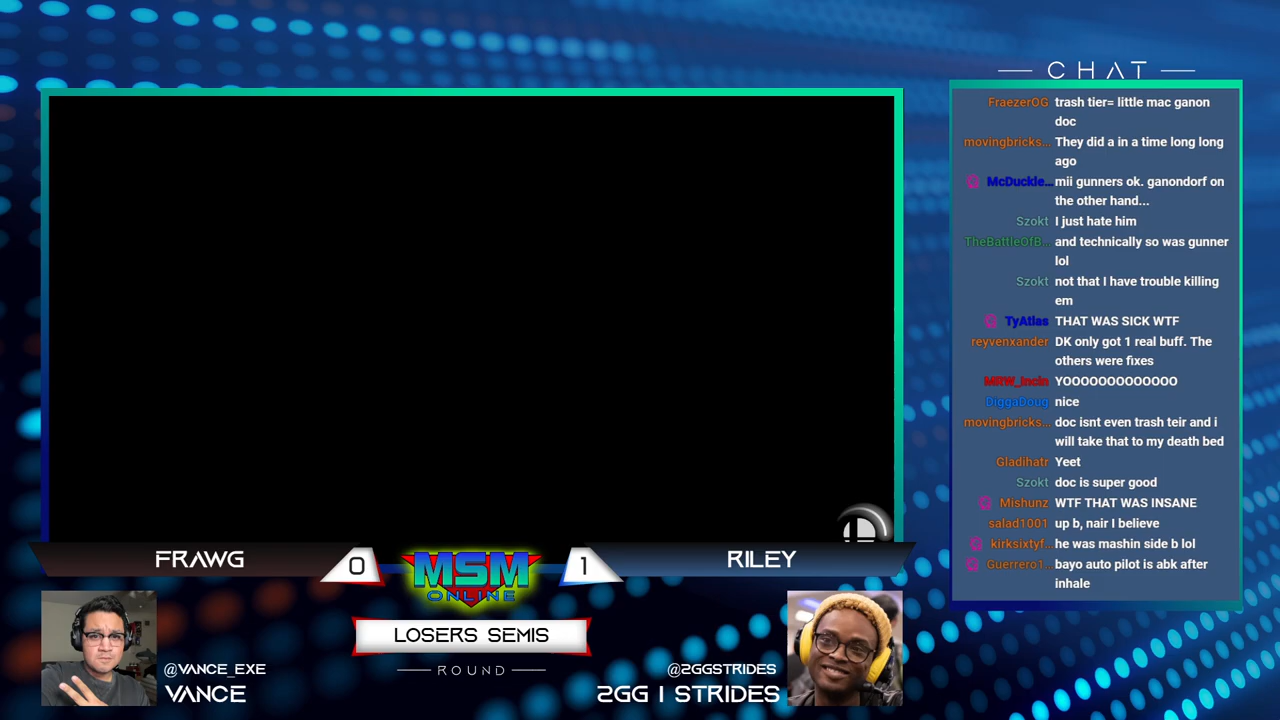 CHAT
FraezerOG trash tier= little mac ganon
doc
movingbricks... They did a in a time long long
ago
McDuckle... mii gunners ok. ganondorf on
the other hand...
Szokt I just hate him
TheBattleOfB... and technically so was gunner
lol
Szokt not that I have trouble killing
em
TyAtlas THAT WAS SICK WTF
reyvenxander DK only got 1 real buff. The
others were fixes
MRW_Incin YOOOOOOOOOOOOO
DiggaDoug nice
movingbricks... doc isnt even trash teir and i
will take that to my death bed
Gladihatr Yeet
Szokt doc is super good
Mishunz WTF THAT WAS INSANE
salad1001 up b, nair I believe
kirksixtyf... he was mashin side b lol
Guerrero1... bayo auto pilot is abk after
inhale
FRAWG 0 MSM 1 RILEY
ONLINE
LOSERS SEMIS
ROUND
@VANCE_EXE
VANCE
@2GGSTRIDES
2GG | STRIDES